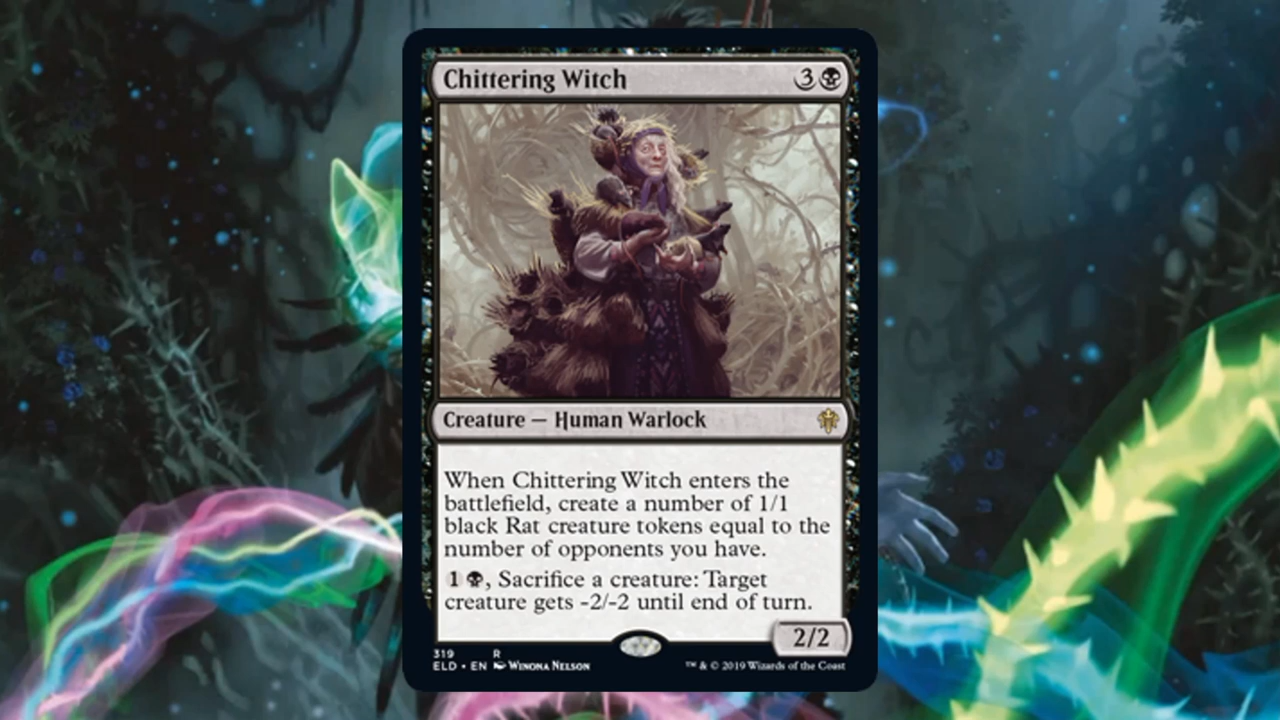 Chittering Witch 3
Creature — Human Warlock
When Chittering Witch enters the
battlefield, create a number of 1/1
black Rat creature tokens equal to the
number of opponents you have.
1 , Sacrifice a creature: Target
creature gets -2/-2 until end of turn.
2/2
319 R
ELD • EN Winona Nelson ™ & © 2019 Wizards of the Coast